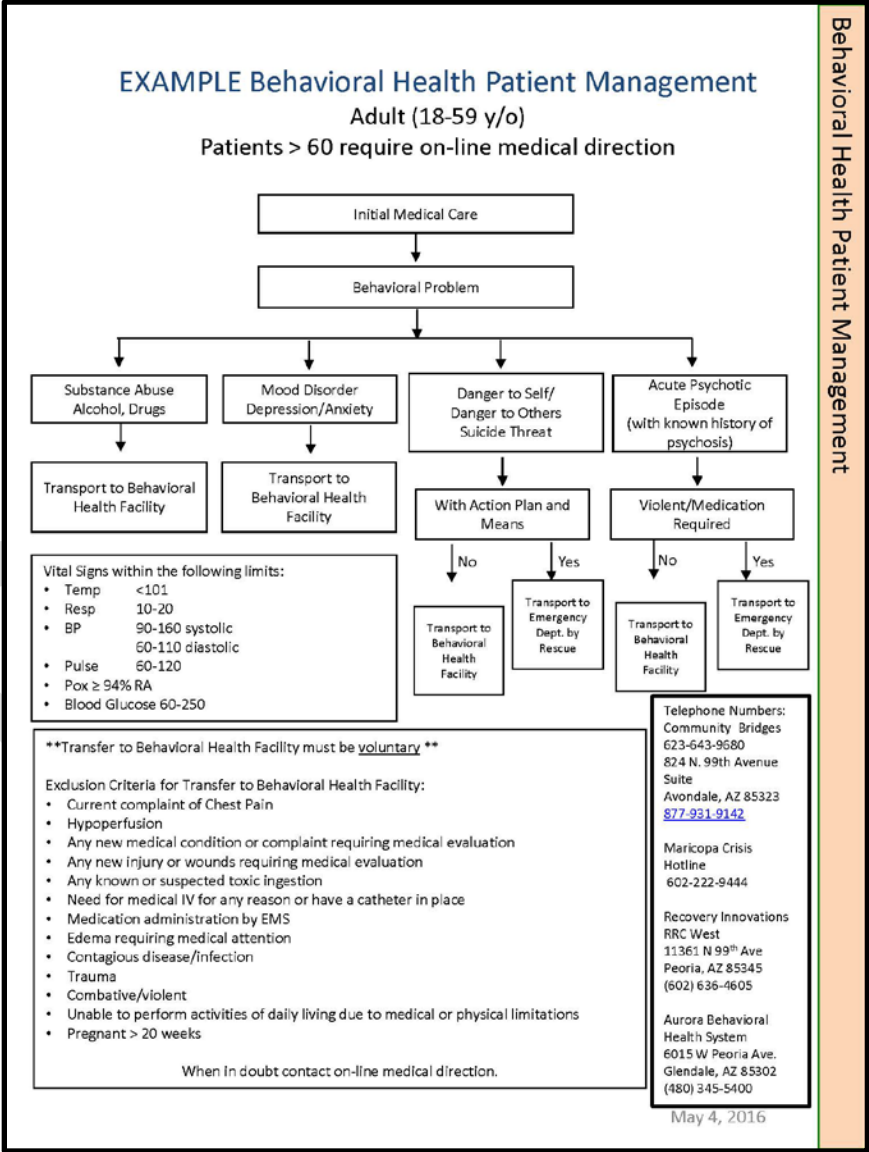 EXAMPLE Behavioral Health Patient Management
Adult (18-59 y/o)
Patients > 60 require on-line medical direction
Behavioral Health Patient Management
Initial Medical Care
Behavioral Problem
Substance Abuse
Alcohol, Drugs
Mood Disorder
Depression/Anxiety
Danger to Self/
Danger to Others
Suicide Threat
Acute Psychotic
Episode
(with known history of
psychosis)
Transport to Behavioral
Health Facility
Transport to
Behavioral Health
Facility
With Action Plan and
Means
Violent/Medication
Required
No
Yes
No
Yes
Transport to
Behavioral
Health
Facility
Transport to
Emergency
Dept. by
Rescue
Transport to
Behavioral
Health
Facility
Transport to
Emergency
Dept. by
Rescue
Vital Signs within the following limits:
• Temp <101
• Resp 10-20
• BP 90-160 systolic
60-110 diastolic
• Pulse 60-120
• Pox ≥ 94% RA
• Blood Glucose 60-250
**Transfer to Behavioral Health Facility must be voluntary **
Exclusion Criteria for Transfer to Behavioral Health Facility:
• Current complaint of Chest Pain
• Hypoperfusion
• Any new medical condition or complaint requiring medical evaluation
• Any new injury or wounds requiring medical evaluation
• Any known or suspected toxic ingestion
• Need for medical IV for any reason or have a catheter in place
• Medication administration by EMS
• Edema requiring medical attention
• Contagious disease/infection
• Trauma
• Combative/violent
• Unable to perform activities of daily living due to medical or physical limitations
• Pregnant > 20 weeks
When in doubt contact on-line medical direction.
Telephone Numbers:
Community Bridges
623-643-9680
824 N. 99th Avenue
Suite
Avondale, AZ 85323
877-931-9142
Maricopa Crisis
Hotline
602-222-9444
Recovery Innovations
RRC West
11361 N 99th Ave
Peoria, AZ 85345
(602) 636-4605
Aurora Behavioral
Health System
6015 W Peoria Ave.
Glendale, AZ 85302
(480) 345-5400
May 4, 2016